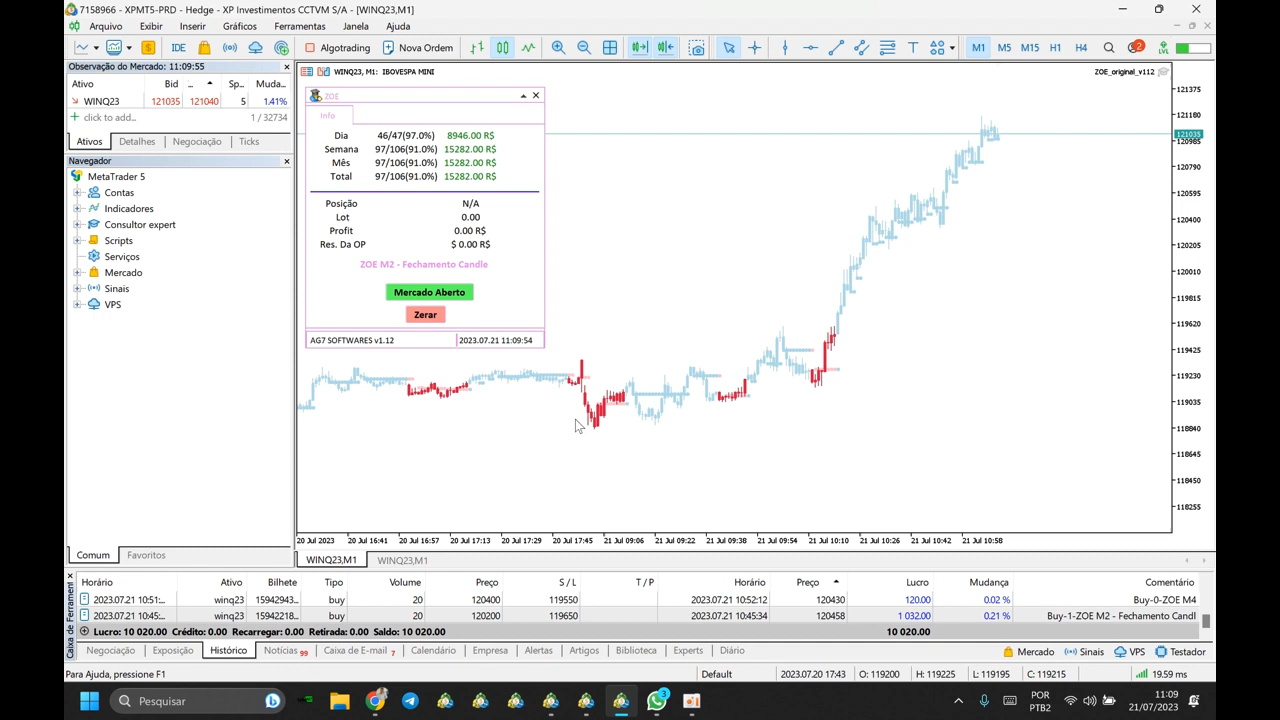 7158966 - XPMT5-PRD - Hedge - XP Investimentos CCTVM S/A - [WINQ23,M1]
Arquivo Exibir Inserir Gráficos Ferramentas Janela Ajuda
IDE Algotrading Nova Ordem M1 M5 M15 H1 H4 2 LVL
Observação do Mercado: 11:09:55
Ativo Bid ... Sp... Muda...
WINQ23 121035 121040 5 1.41%
click to add... 1 / 32734
Ativos Detalhes Negociação Ticks
Navegador
MetaTrader 5
Contas
Indicadores
Consultor expert
Scripts
Serviços
Mercado
Sinais
VPS
Comum Favoritos
WINQ23, M1: IBOVESPA MINI
ZOE_original_v112
ZOE
Info
Dia 46/47(97.0%) 8946.00 R$
Semana 97/106(91.0%) 15282.00 R$
Mês 97/106(91.0%) 15282.00 R$
Total 97/106(91.0%) 15282.00 R$
Posição N/A
Lot 0.00
Profit 0.00 R$
Res. Da OP $ 0.00 R$
ZOE M2 - Fechamento Candle
Mercado Aberto
Zerar
AG7 SOFTWARES v1.12 2023.07.21 11:09:54
121375
121180
121035
120985
120790
120595
120400
120205
120010
119815
119620
119425
119230
119035
118840
118645
118450
118255
20 Jul 2023 20 Jul 16:41 20 Jul 16:57 20 Jul 17:13 20 Jul 17:29 20 Jul 17:45 21 Jul 09:06 21 Jul 09:22 21 Jul 09:38 21 Jul 09:54 21 Jul 10:10 21 Jul 10:26 21 Jul 10:42 21 Jul 10:58
WINQ23,M1 WINQ23,M1
Caixa de Ferrament
Horário Ativo Bilhete Tipo Volume Preço S / L T / P Horário Preço Lucro Mudança Comentário
2023.07.21 10:51:... winq23 15942943... buy 20 120400 119550 2023.07.21 10:52:12 120430 120.00 0.02 % Buy-0-ZOE M4
2023.07.21 10:45:... winq23 15942218... buy 20 120200 119650 2023.07.21 10:45:34 120458 1 032.00 0.21 % Buy-1-ZOE M2 - Fechamento Candl
Lucro: 10 020.00 Crédito: 0.00 Recarregar: 0.00 Retirada: 0.00 Saldo: 10 020.00 10 020.00
Negociação Exposição Histórico Notícias 99 Caixa de E-mail 7 Calendário Empresa Alertas Artigos Biblioteca Experts Diário Mercado Sinais VPS Testador
Para Ajuda, pressione F1 Default 2023.07.20 17:43 O: 119200 H: 119225 L: 119195 C: 119215 19.59 ms
Pesquisar 3 POR 11:09
PTB2 21/07/2023